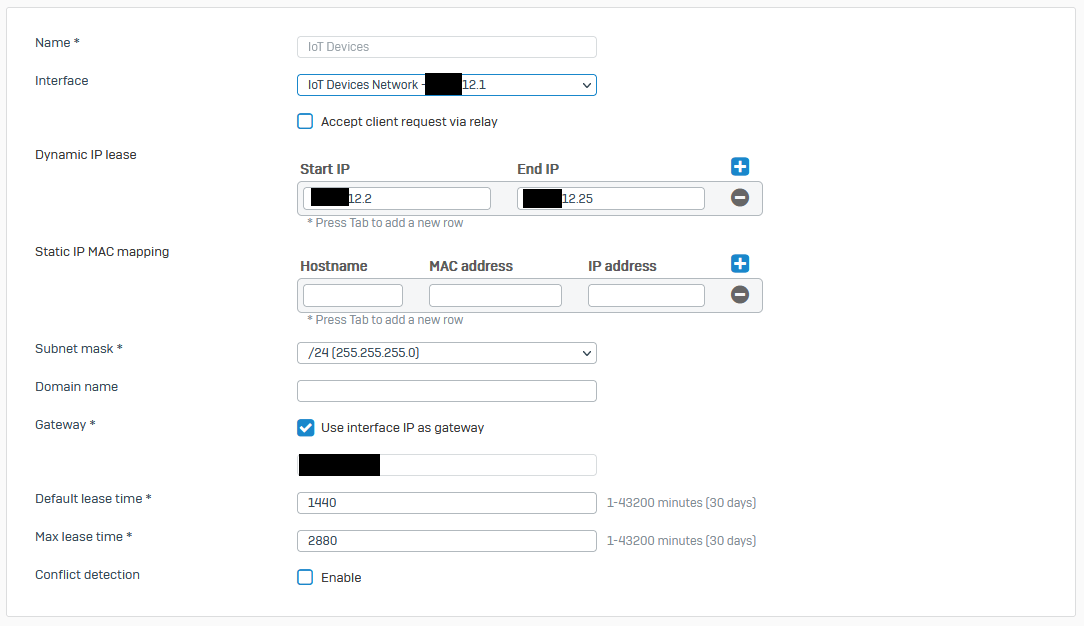 Name *
IoT Devices
Interface
IoT Devices Network - 12.1
Accept client request via relay
Dynamic IP lease
Start IP End IP
12.2 12.25
* Press Tab to add a new row
Static IP MAC mapping
Hostname MAC address IP address
* Press Tab to add a new row
Subnet mask *
/24 (255.255.255.0)
Domain name
Gateway *
Use interface IP as gateway
Default lease time *
1440 1-43200 minutes (30 days)
Max lease time *
2880 1-43200 minutes (30 days)
Conflict detection
Enable